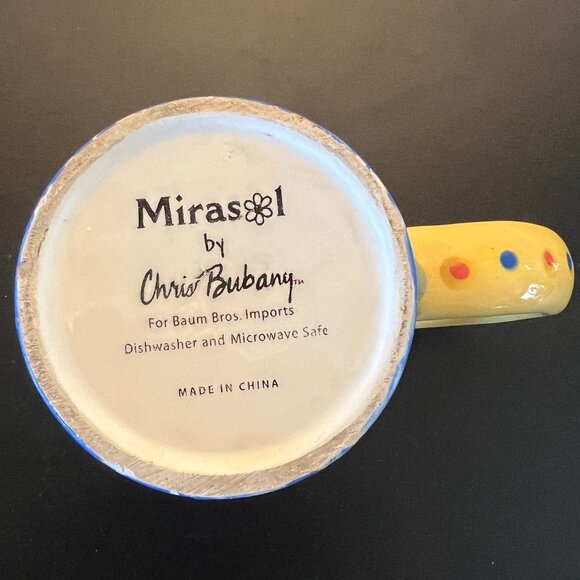 Mirasol
by
Chris Bubany™
For Baum Bros. Imports
Dishwasher and Microwave Safe
MADE IN CHINA